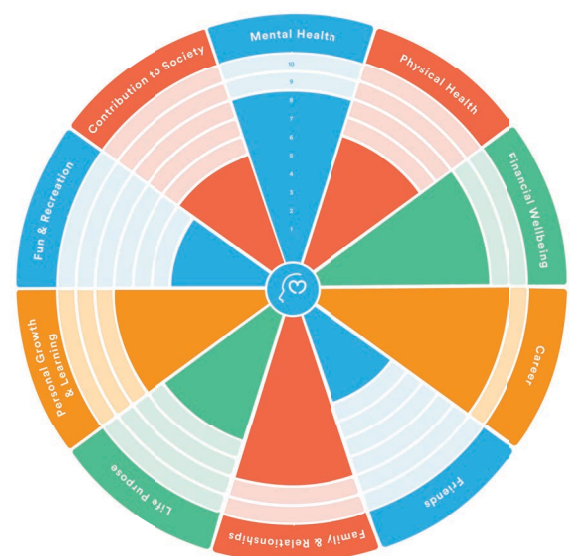 Mental Health
Physical Health
Financial Wellbeing
Career
Friends
Family & Relationships
Life Purpose
Personal Growth
& Learning
Fun & Recreation
Contribution to Society
10
9
8
7
6
5
4
3
2
1